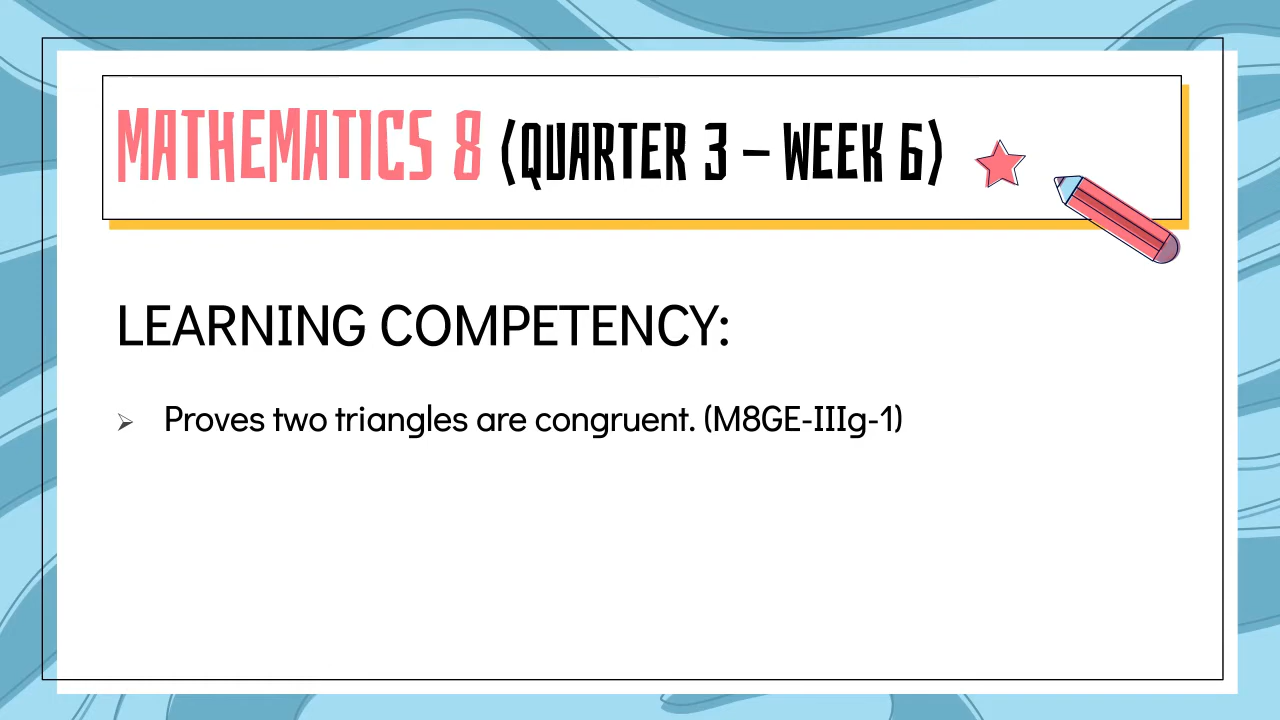 MATHEMATICS 8 (QUARTER 3 – WEEK 6)
LEARNING COMPETENCY:
➢ Proves two triangles are congruent. (M8GE-IIIg-1)